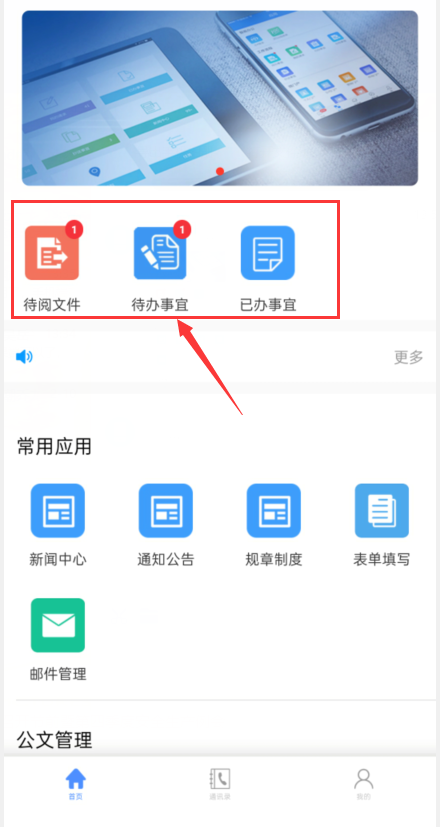 1
1
待阅文件
待办事宜
已办事宜
更多
常用应用
新闻中心
通知公告
规章制度
表单填写
邮件管理
公文管理
首页
通讯录
我的